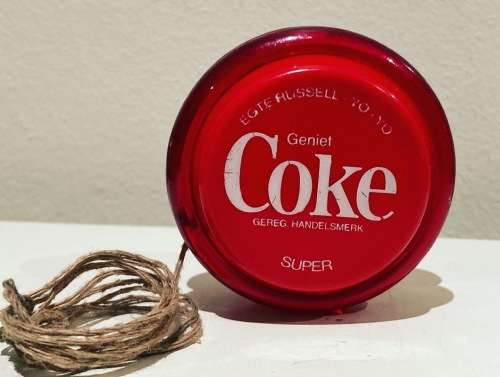 EGTE RUSSELL - YO - YO
Geniet
Coke
GEREG. HANDELSMERK
SUPER